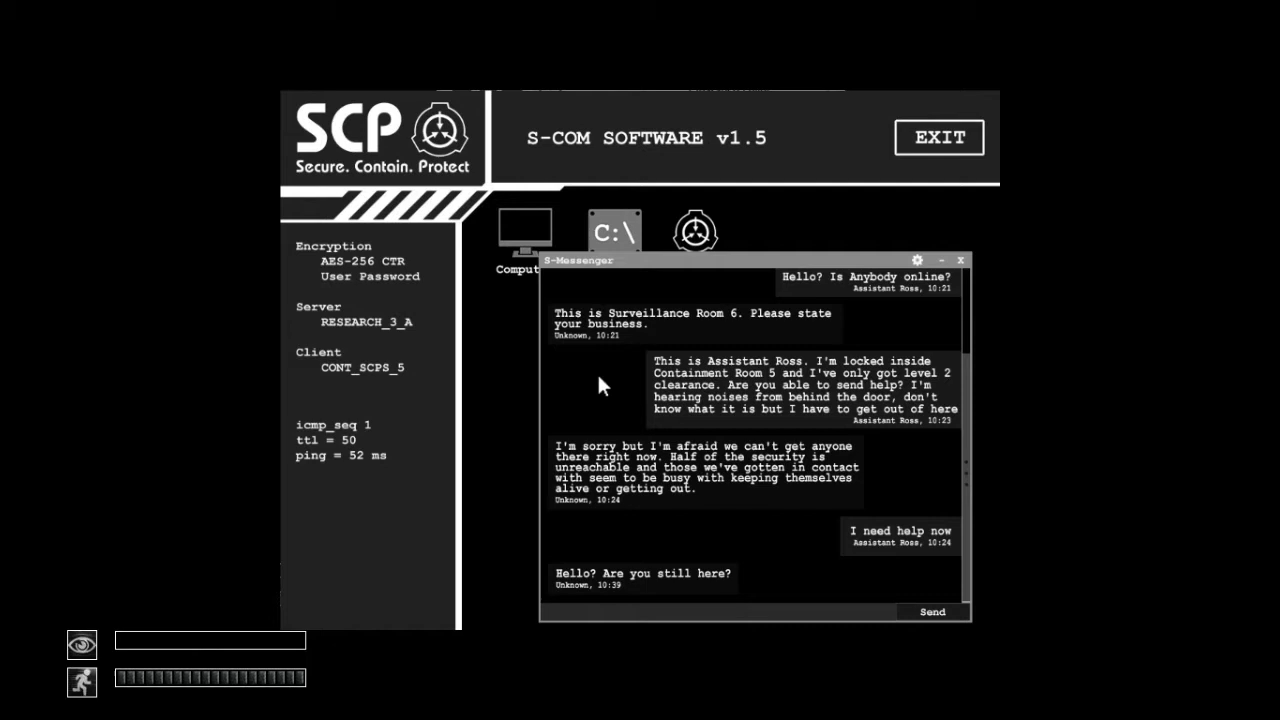 SCP
Secure. Contain. Protect
S-COM SOFTWARE v1.5
EXIT
Encryption
AES-256 CTR
User Password
Server
RESEARCH_3_A
Client
CONT_SCPS_5
icmp_seq 1
ttl = 50
ping = 52 ms
C:\
Comput
S-Messenger
x
Hello? Is Anybody online?
Assistant Ross, 10:21
This is Surveillance Room 6. Please state
your business.
Unknown, 10:21
This is Assistant Ross. I'm locked inside
Containment Room 5 and I've only got level 2
clearance. Are you able to send help? I'm
hearing noises from behind the door, don't
know what it is but I have to get out of here
Assistant Ross, 10:23
I'm sorry but I'm afraid we can't get anyone
there right now. Half of the security is
unreachable and those we've gotten in contact
with seem to be busy with keeping themselves
alive or getting out.
Unknown, 10:24
I need help now
Assistant Ross, 10:24
Hello? Are you still here?
Unknown, 10:39
Send